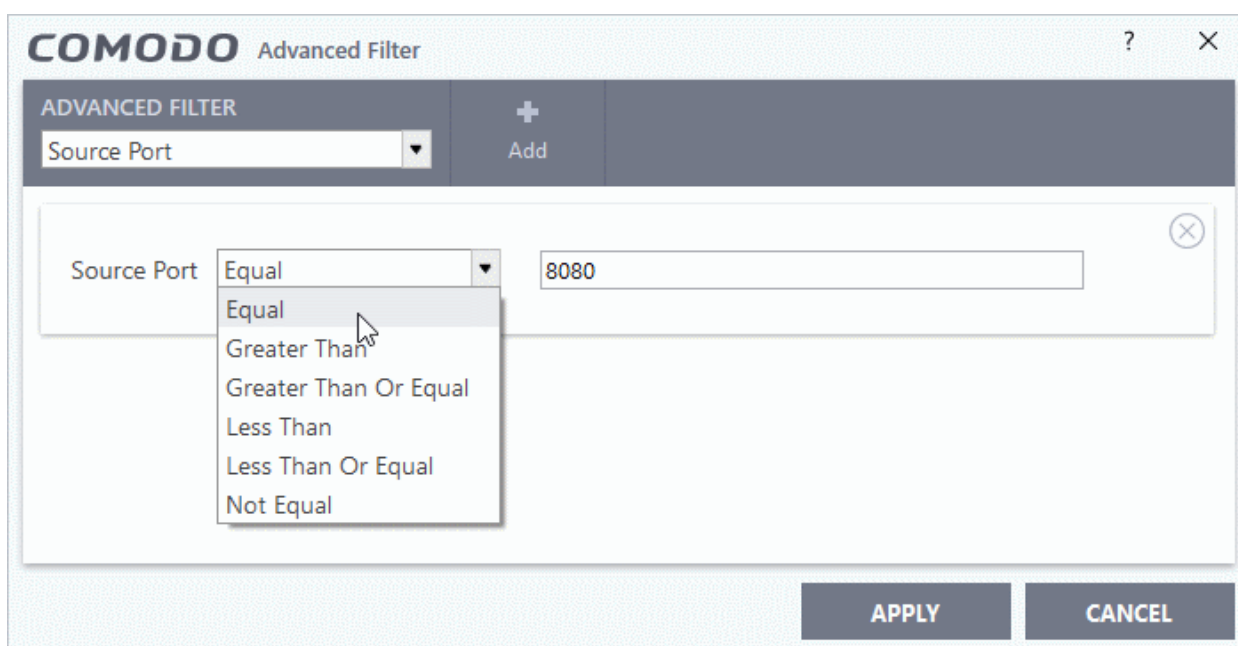 COMODO Advanced Filter ?
ADVANCED FILTER
Source Port
Add
Source Port Equal 8080
Equal
Greater Than
Greater Than Or Equal
Less Than
Less Than Or Equal
Not Equal
APPLY CANCEL